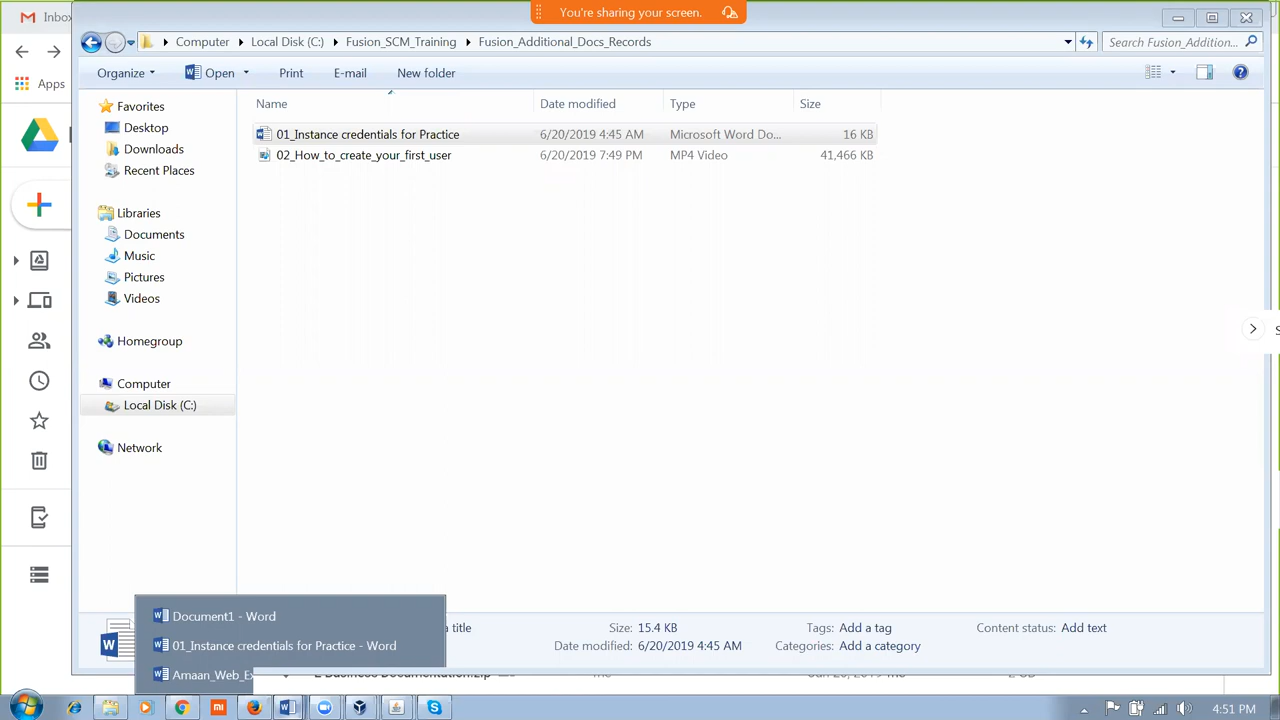 Inbox
You're sharing your screen.
Computer
Local Disk (C:)
Fusion_SCM_Training
Fusion_Additional_Docs_Records
Search Fusion_Addition...
Organize
Open
Print
E-mail
New folder
Apps
Name
Date modified
Type
Size
Favorites
Desktop
Downloads
Recent Places
Libraries
Documents
Music
Pictures
Videos
Homegroup
Computer
Local Disk (C:)
Network
01_Instance credentials for Practice
6/20/2019 4:45 AM
Microsoft Word Do...
16 KB
02_How_to_create_your_first_user
6/20/2019 7:49 PM
MP4 Video
41,466 KB
Document1 - Word
01_Instance credentials for Practice - Word
Amaan_Web_E
a title
Size: 15.4 KB
Tags: Add a tag
Content status: Add text
Date modified: 6/20/2019 4:45 AM
Categories: Add a category
4:51 PM